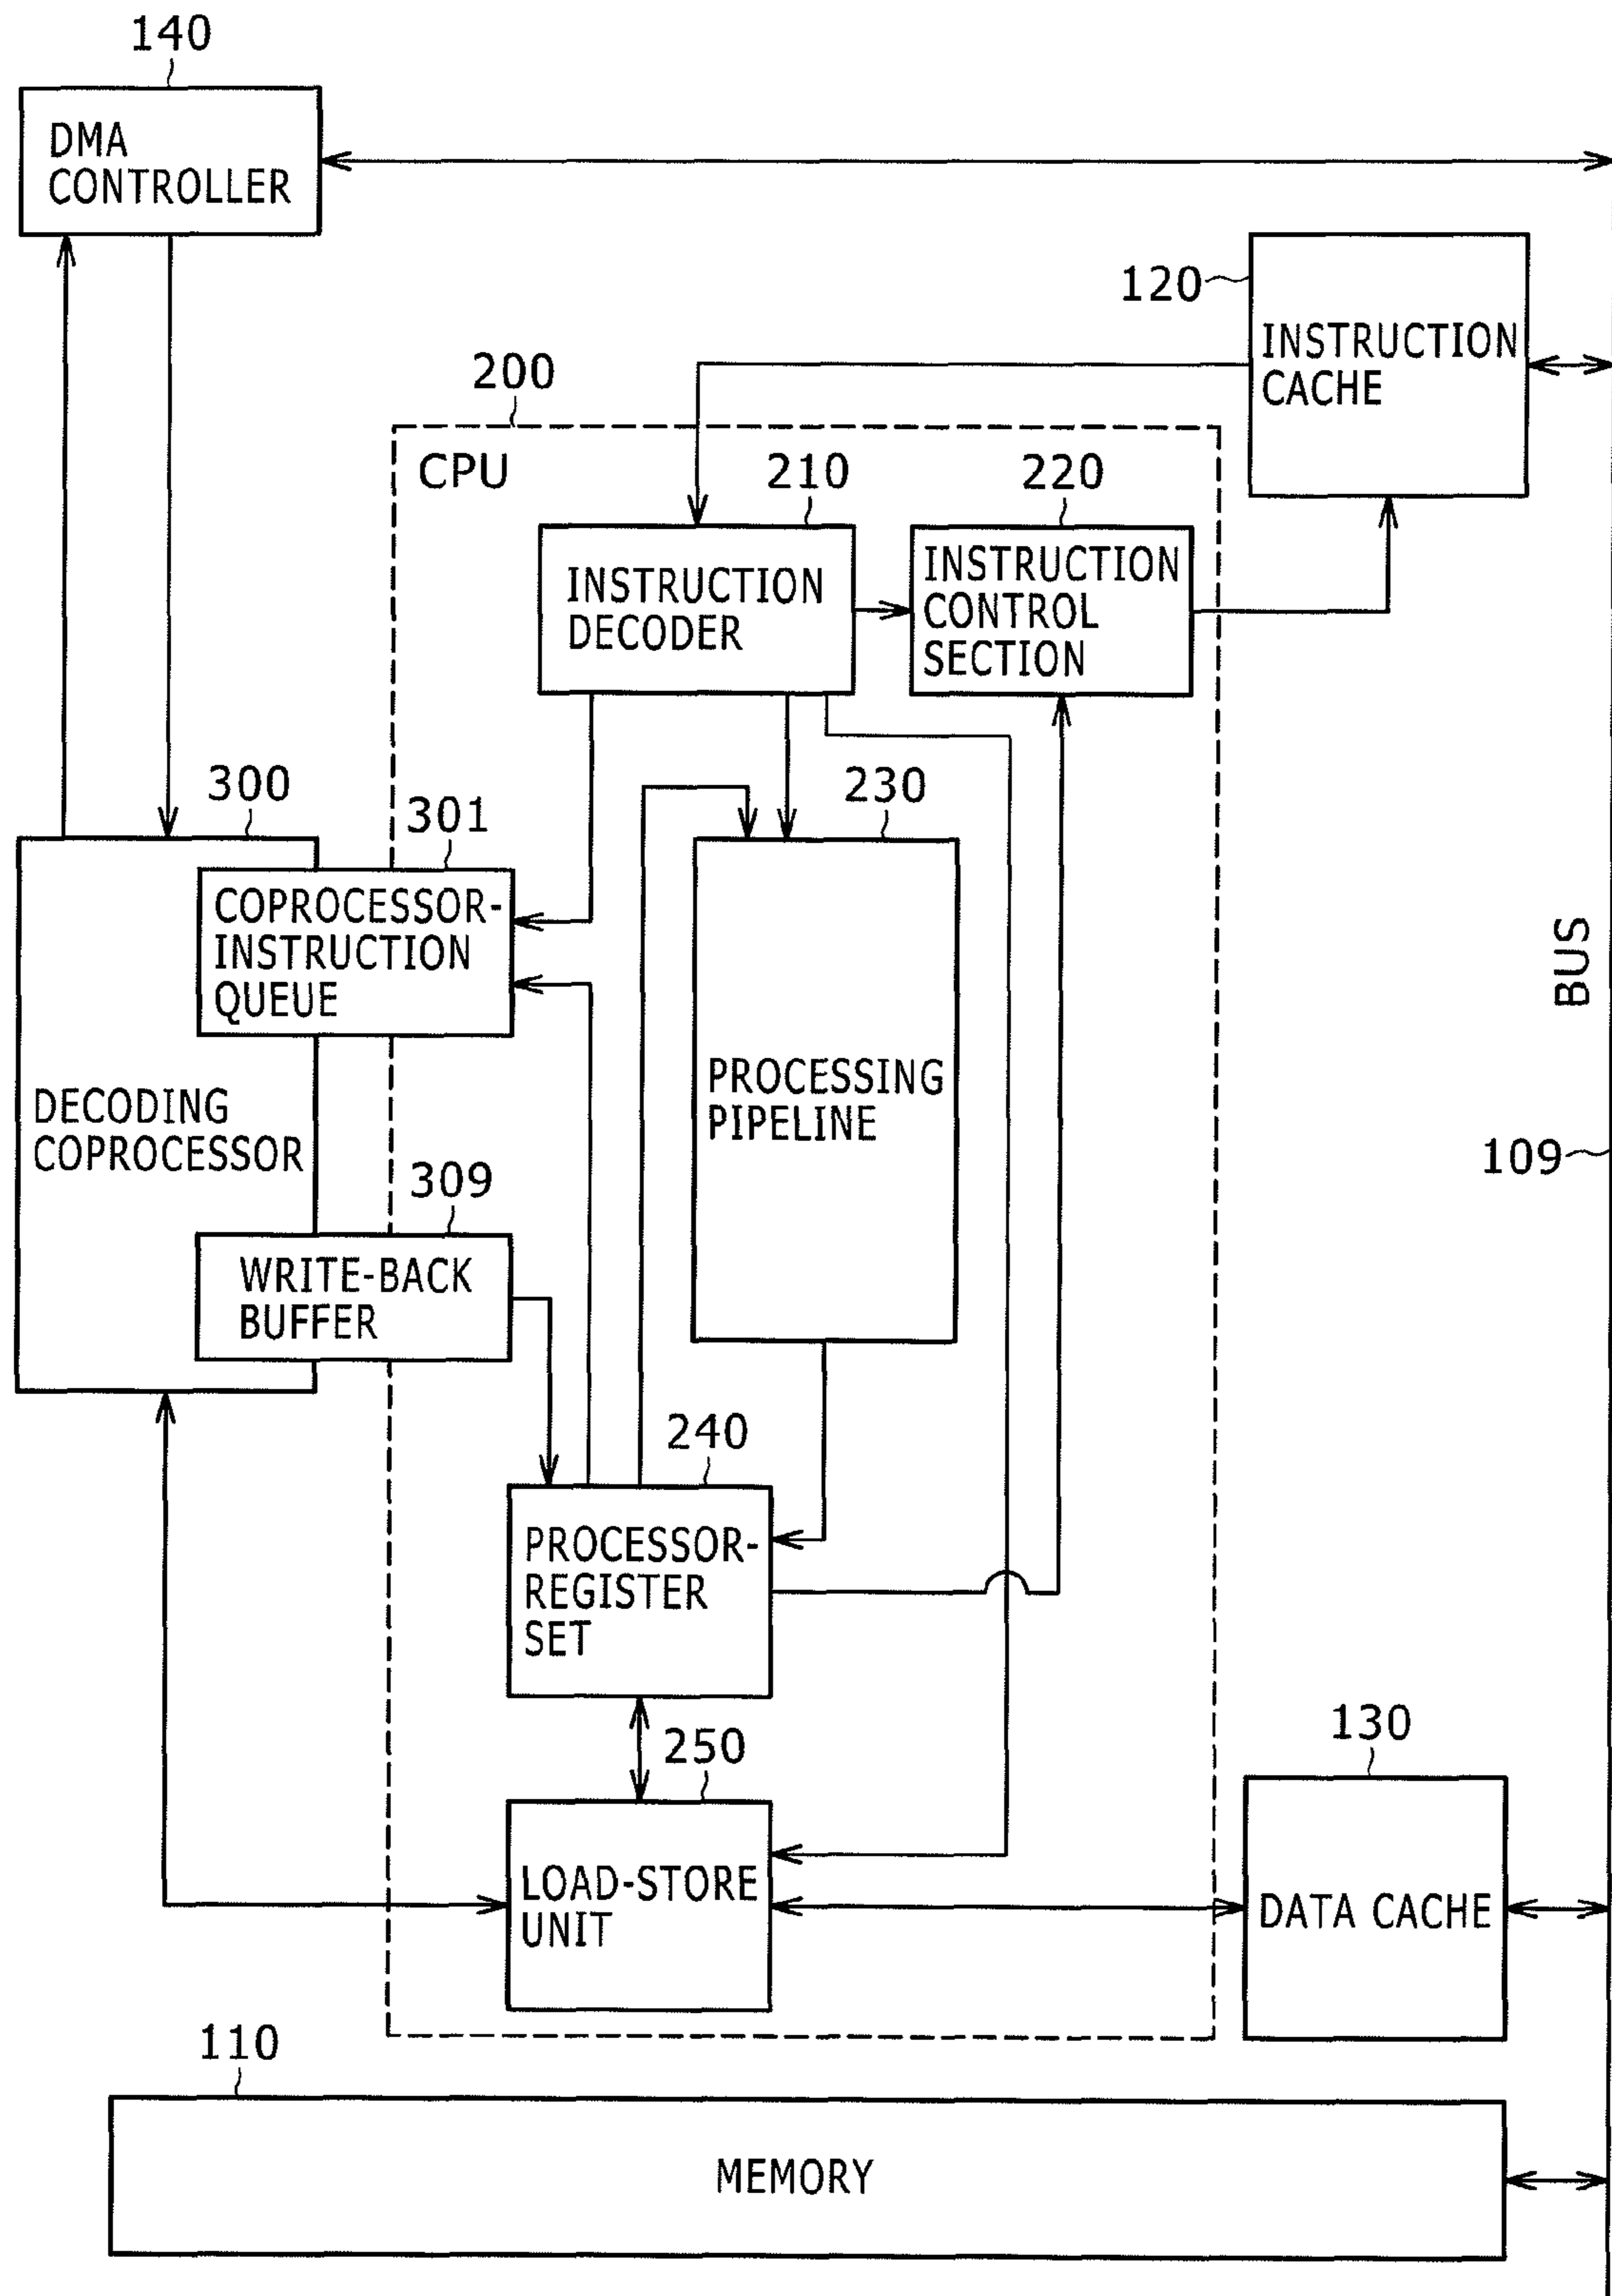 140
DMA
CONTROLLER
120
INSTRUCTION
CACHE
200
CPU
210
INSTRUCTION
DECODER
220
INSTRUCTION
CONTROL
SECTION
300
DECODING
COPROCESSOR
301
COPROCESSOR-
INSTRUCTION
QUEUE
230
PROCESSING
PIPELINE
BUS
109
309
WRITE-BACK
BUFFER
240
PROCESSOR-
REGISTER
SET
250
LOAD-STORE
UNIT
130
DATA CACHE
110
MEMORY